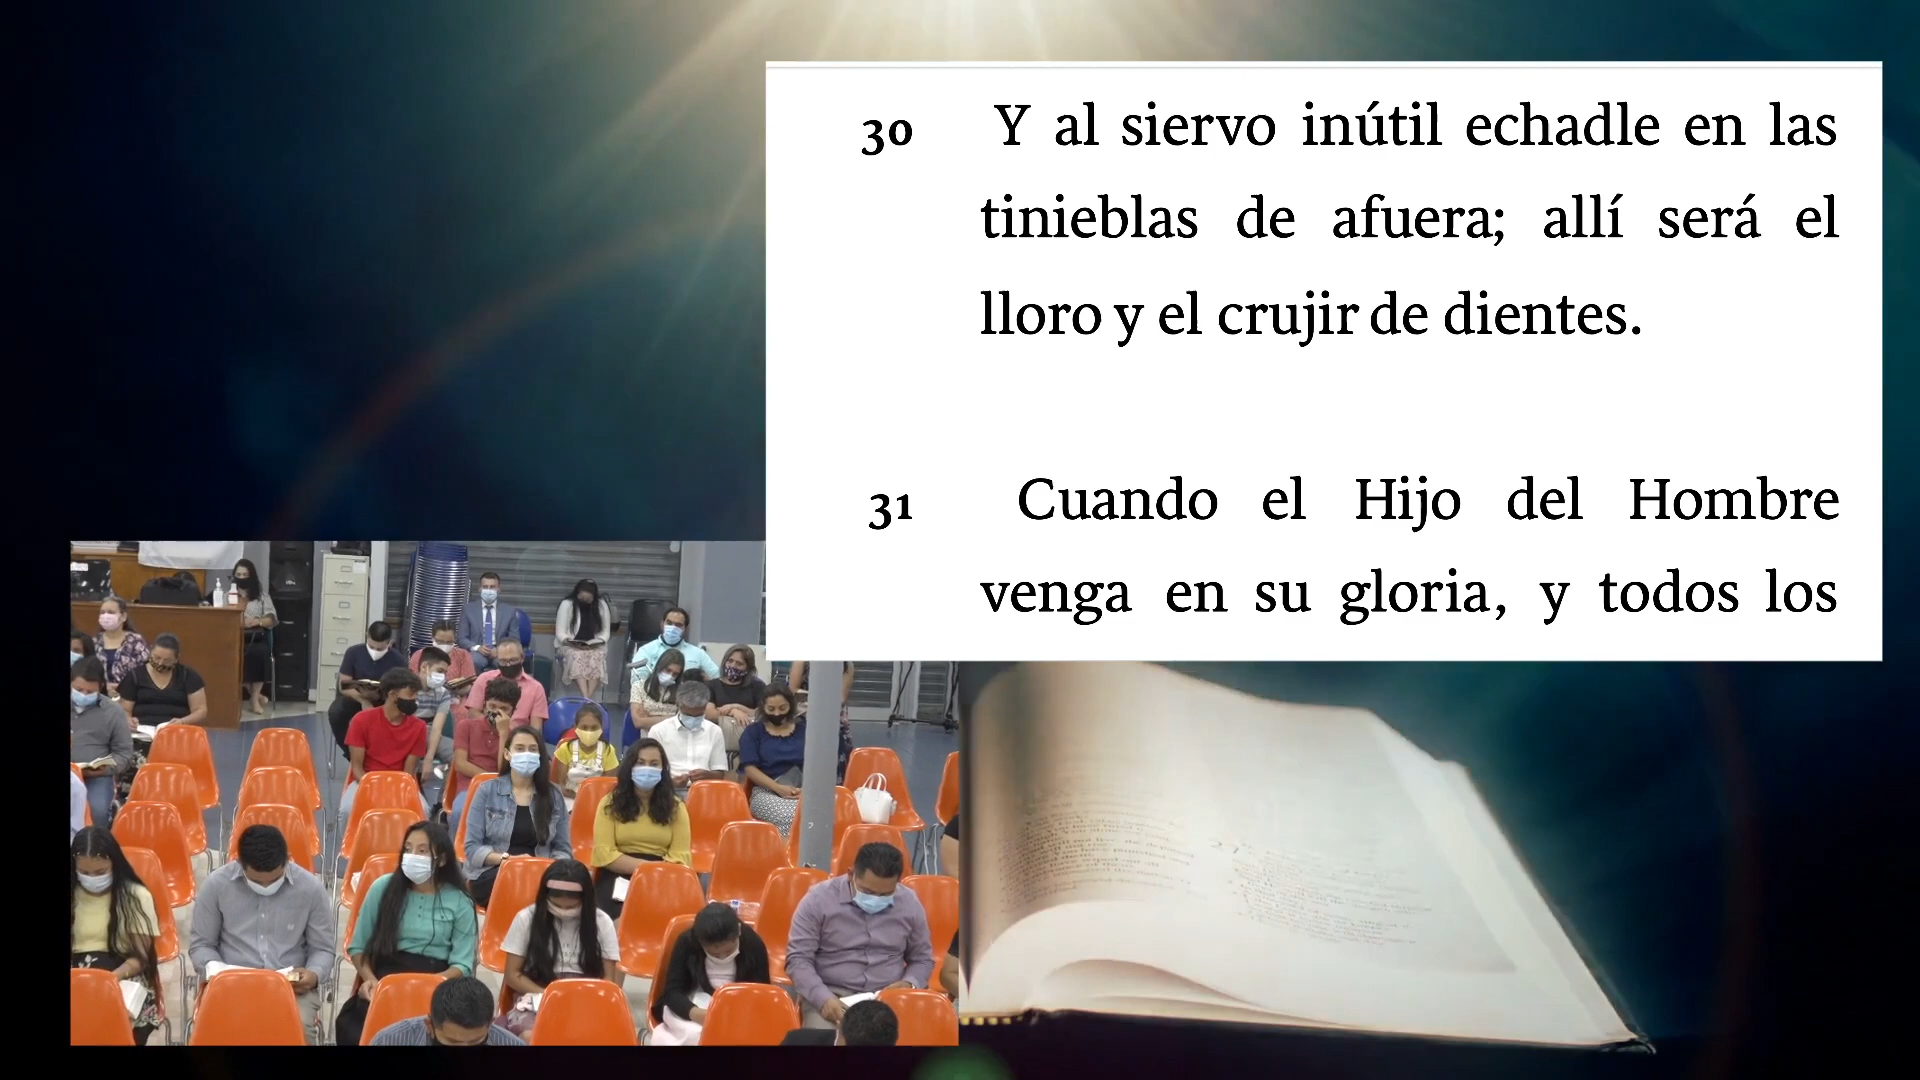 30 Y al siervo inútil echadle en las
tinieblas de afuera; allí será el
lloro y el crujir de dientes.
31 Cuando el Hijo del Hombre
venga en su gloria, y todos los